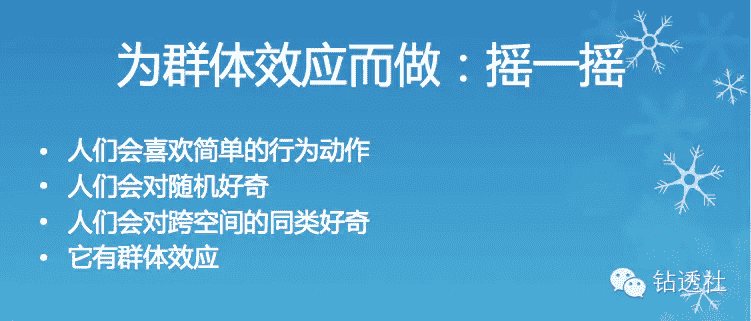 为群体效应而做：摇一摇
• 人们会喜欢简单的行为动作
• 人们会对随机好奇
• 人们会对跨空间的同类好奇
• 它有群体效应
钻透社